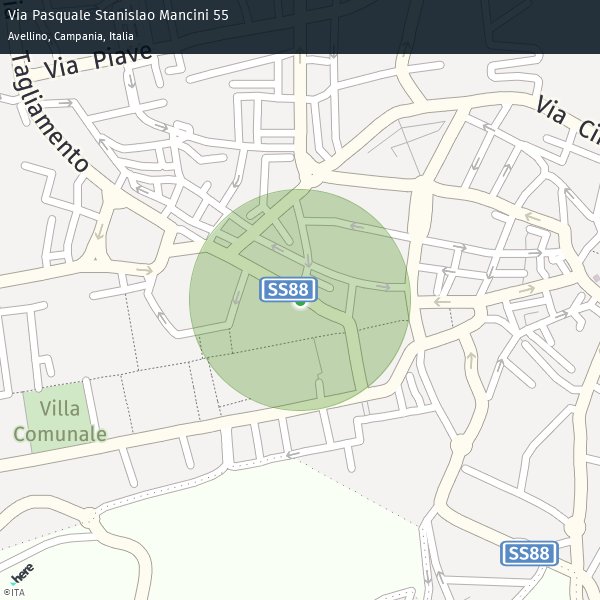 Via Pasquale Stanislao Mancini 55
Avellino, Campania, Italia
Via Piave
Tagliamento
Via Ci
SS88
Villa
Comunale
SS88
here
©ITA